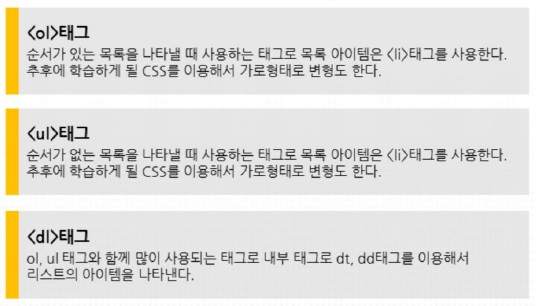 <ol>태그
순서가 있는 목록을 나타낼 때 사용하는 태그로 목록 아이템은 <li>태그를 사용한다.
추후에 학습하게 될 CSS를 이용해서 가로형태로 변형도 한다.
<ul>태그
순서가 없는 목록을 나타낼 때 사용하는 태그로 목록 아이템은 <li>태그를 사용한다.
추후에 학습하게 될 CSS를 이용해서 가로형태로 변형도 한다.
<dl>태그
ol, ul 태그와 함께 많이 사용되는 태그로 내부 태그로 dt, dd태그를 이용해서
리스트의 아이템을 나타낸다.